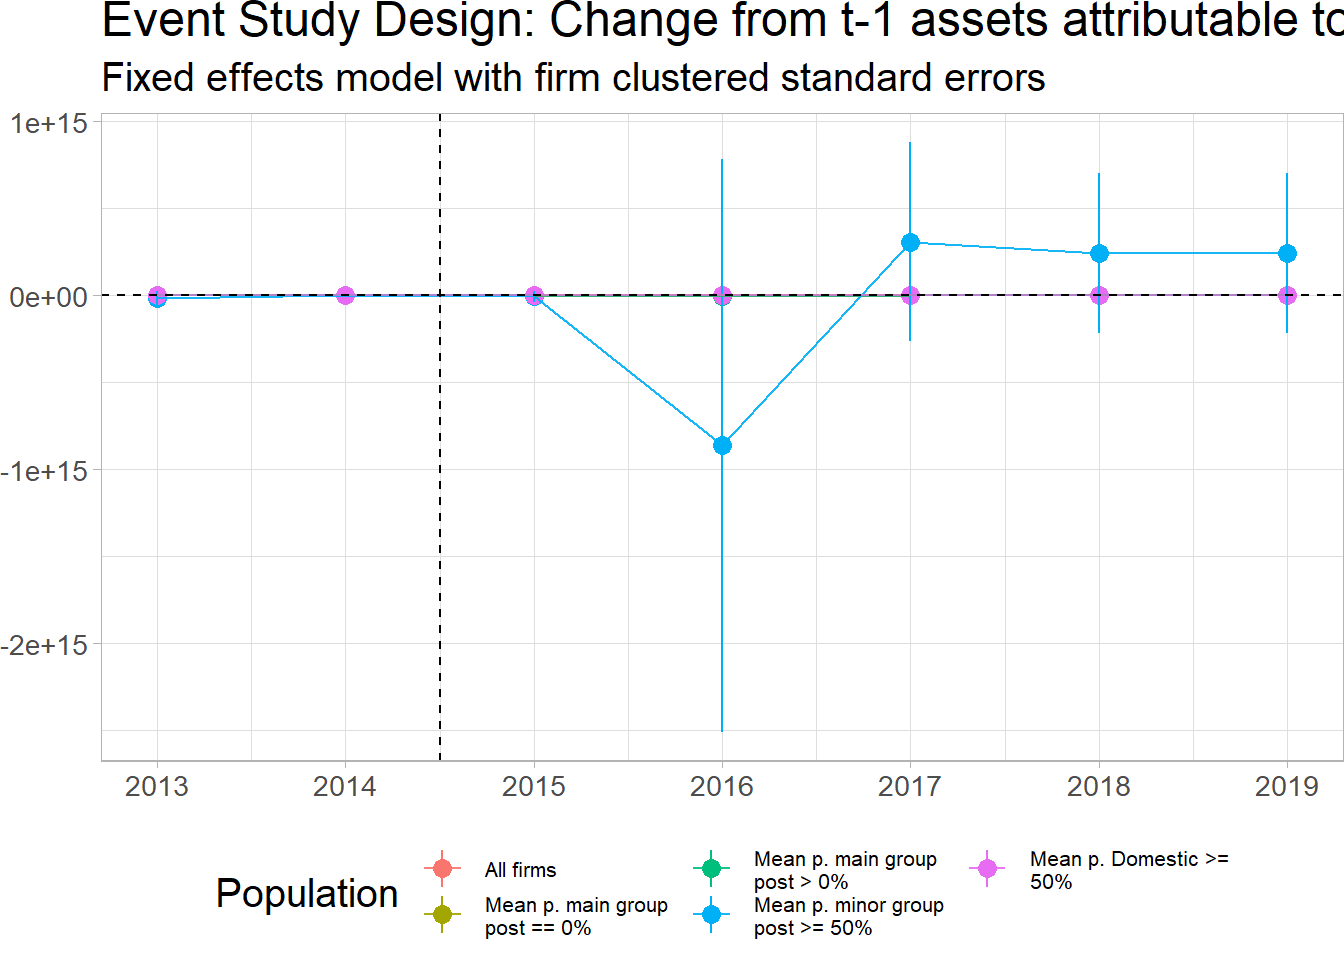 Event Study Design: Change from t-1 assets attributable to
Fixed effects model with firm clustered standard errors
1e+15
0e+00
-1e+15
-2e+15
2013 2014 2015 2016 2017 2018 2019
Population
All firms
Mean p. main group
post == 0%
Mean p. main group
post > 0%
Mean p. minor group
post >= 50%
Mean p. Domestic >=
50%